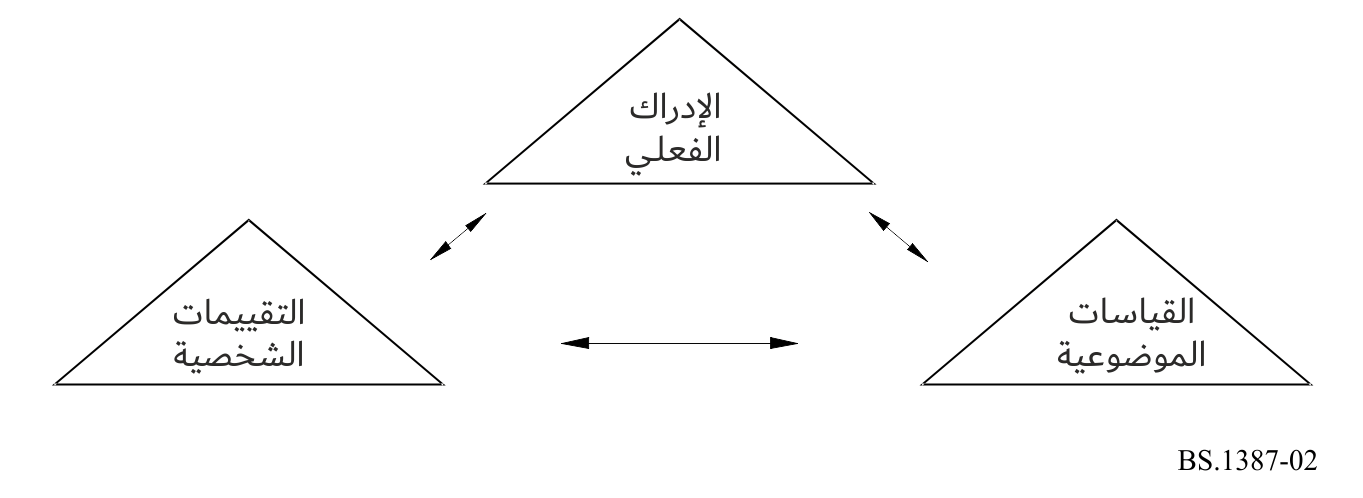 الإدراك
الفعلي
القياسات
الموضوعية
التقييمات
الشخصية
BS.1387-02